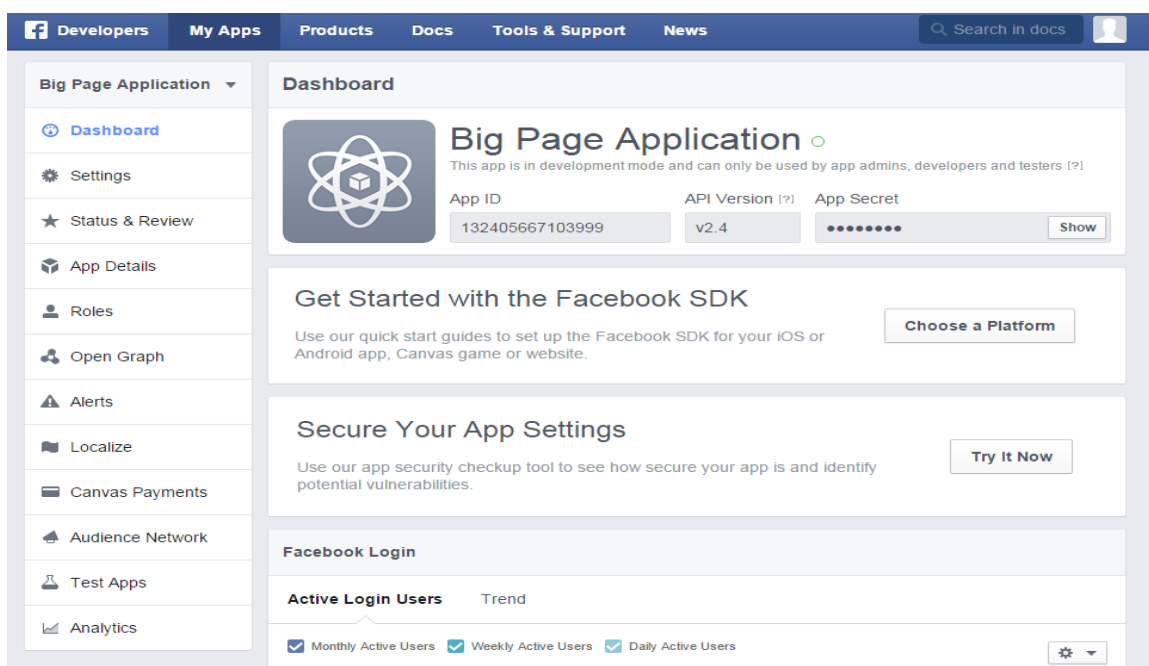 Developers My Apps Products Docs Tools & Support News Search in docs
Big Page Application
Dashboard
Settings
Status & Review
App Details
Roles
Open Graph
Alerts
Localize
Canvas Payments
Audience Network
Test Apps
Analytics
Dashboard
Big Page Application
This app is in development mode and can only be used by app admins, developers and testers [?]
App ID API Version [?] App Secret
132405667103999 v2.4 ●●●●●●●● Show
Get Started with the Facebook SDK
Use our quick start guides to set up the Facebook SDK for your iOS or
Android app, Canvas game or website.
Choose a Platform
Secure Your App Settings
Use our app security checkup tool to see how secure your app is and identify
potential vulnerabilities.
Try It Now
Facebook Login
Active Login Users Trend
Monthly Active Users Weekly Active Users Daily Active Users